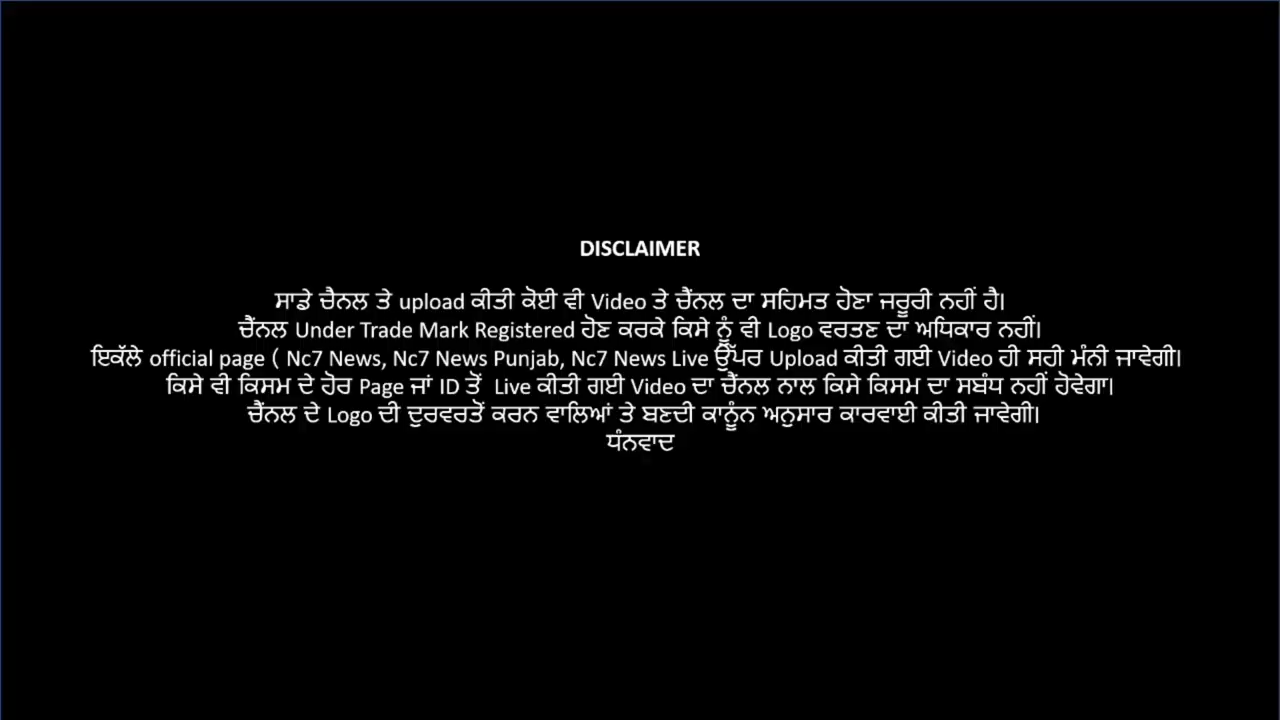 DISCLAIMER
ਸਾਡੇ ਚੈਨਲ ਤੇ upload ਕੀਤੀ ਕੋਈ ਵੀ Video ਤੇ ਚੈਂਨਲ ਦਾ ਸਹਿਮਤ ਹੋਣਾ ਜਰੂਰੀ ਨਹੀਂ ਹੈ।
ਚੈਂਨਲ Under Trade Mark Registered ਹੋਣ ਕਰਕੇ ਕਿਸੇ ਨੂੰ ਵੀ Logo ਵਰਤਣ ਦਾ ਅਧਿਕਾਰ ਨਹੀਂ।
ਇਕੱਲੇ official page ( Nc7 News, Nc7 News Punjab, Nc7 News Live ਉੱਪਰ Upload ਕੀਤੀ ਗਈ Video ਹੀ ਸਹੀ ਮੰਨੀ ਜਾਵੇਗੀ।
ਕਿਸੇ ਵੀ ਕਿਸਮ ਦੇ ਹੋਰ Page ਜਾਂ ID ਤੋਂ Live ਕੀਤੀ ਗਈ Video ਦਾ ਚੈਂਨਲ ਨਾਲ ਕਿਸੇ ਕਿਸਮ ਦਾ ਸਬੰਧ ਨਹੀਂ ਹੋਵੇਗਾ।
ਚੈਂਨਲ ਦੇ Logo ਦੀ ਦੁਰਵਰਤੋਂ ਕਰਨ ਵਾਲਿਆਂ ਤੇ ਬਣਦੀ ਕਾਨੂੰਨ ਅਨੁਸਾਰ ਕਾਰਵਾਈ ਕੀਤੀ ਜਾਵੇਗੀ।
ਧੰਨਵਾਦ